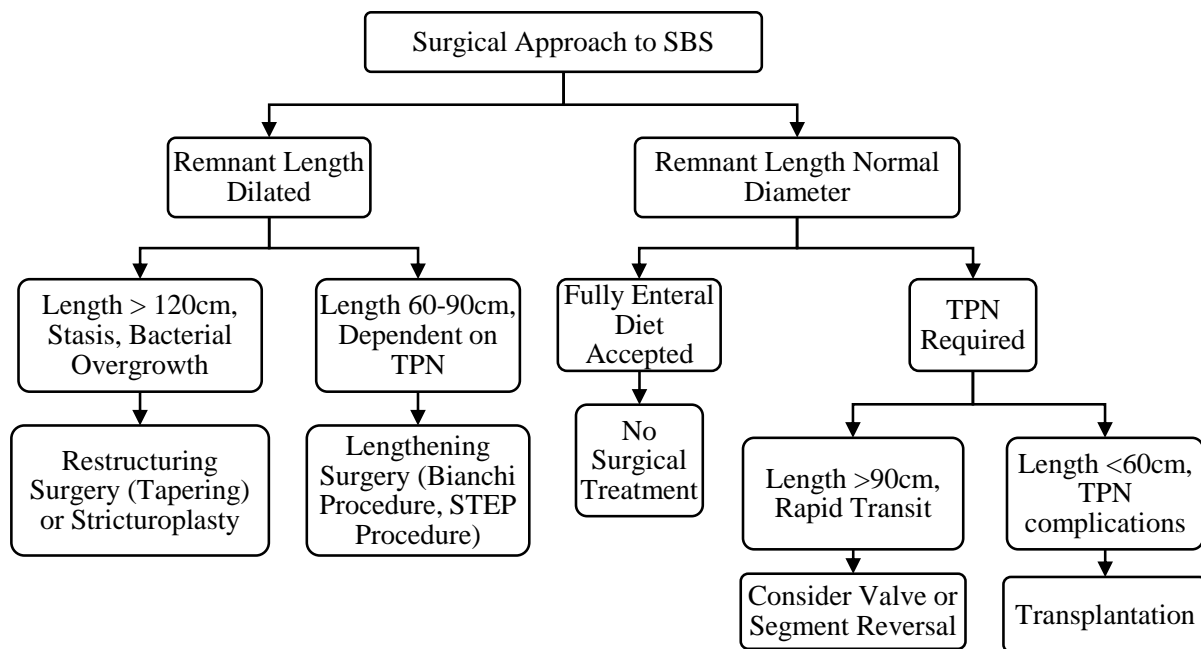 Surgical Approach to SBS
Remnant Length
Dilated
Remnant Length Normal
Diameter
Length > 120cm,
Stasis, Bacterial
Overgrowth
Length 60-90cm,
Dependent on
TPN
Fully Enteral
Diet
Accepted
TPN
Required
Restructuring
Surgery (Tapering)
or Stricturoplasty
Lengthening
Surgery (Bianchi
Procedure, STEP
Procedure)
No
Surgical
Treatment
Length >90cm,
Rapid Transit
Length <60cm,
TPN
complications
Consider Valve or
Segment Reversal
Transplantation